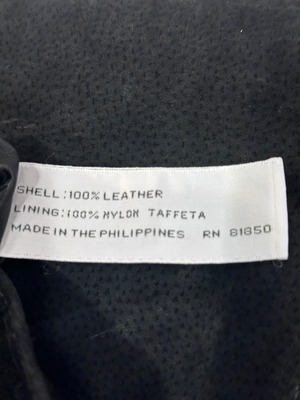 SHELL:100% LEATHER
LINING:100% NYLON TAFFETA
MADE IN THE PHILIPPINES RN 81850